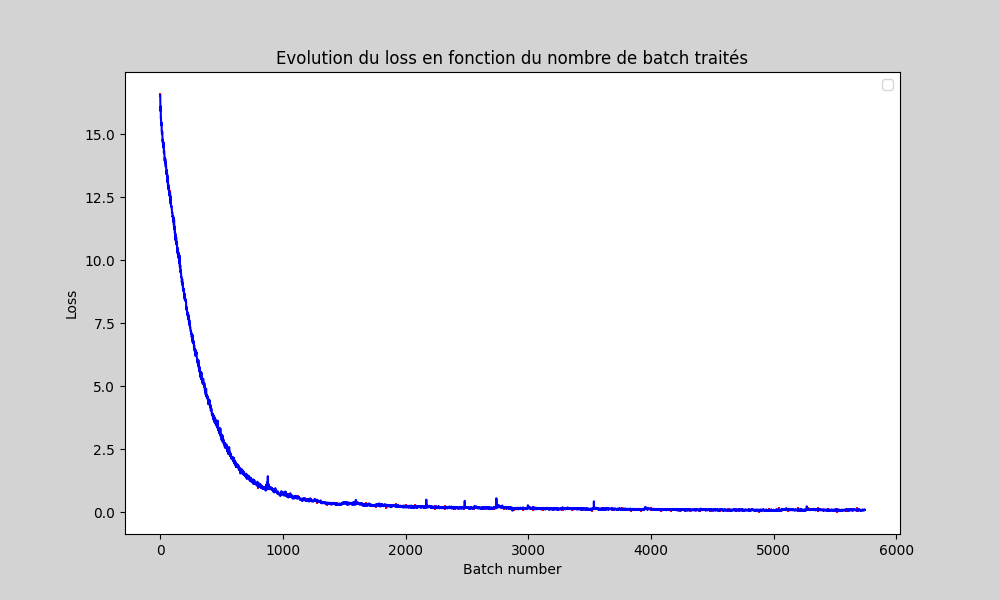 Evolution du loss en fonction du nombre de batch traités
15.0
12.5
10.0
7.5
5.0
2.5
0.0
Loss
0 1000 2000 3000 4000 5000 6000
Batch number